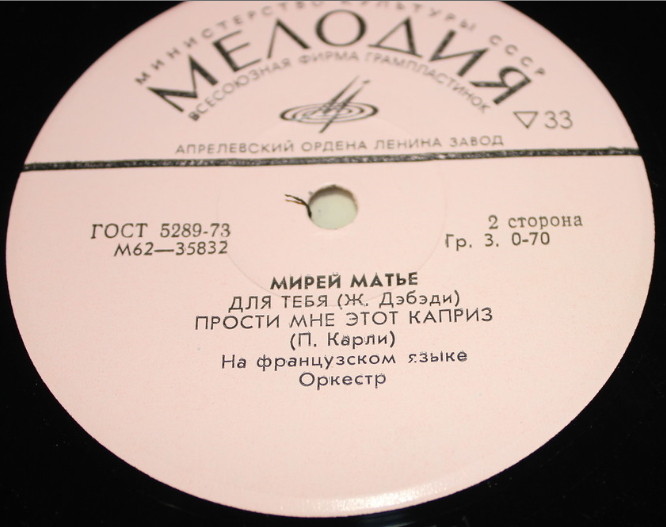 МИНИСТЕРСТВО КУЛЬТУРЫ СССР
МЕЛОДИЯ
ВСЕСОЮЗНАЯ ФИРМА ГРАМПЛАСТИНОК
▽33
АПРЕЛЕВСКИЙ ОРДЕНА ЛЕНИНА ЗАВОД
ГОСТ 5289-73
М62—35832
2 сторона
Гр. 3. 0-70
МИРЕЙ МАТЬЕ
ДЛЯ ТЕБЯ (Ж. Дэбэди)
ПРОСТИ МНЕ ЭТОТ КАПРИЗ
(П. Карли)
На французском языке
Оркестр